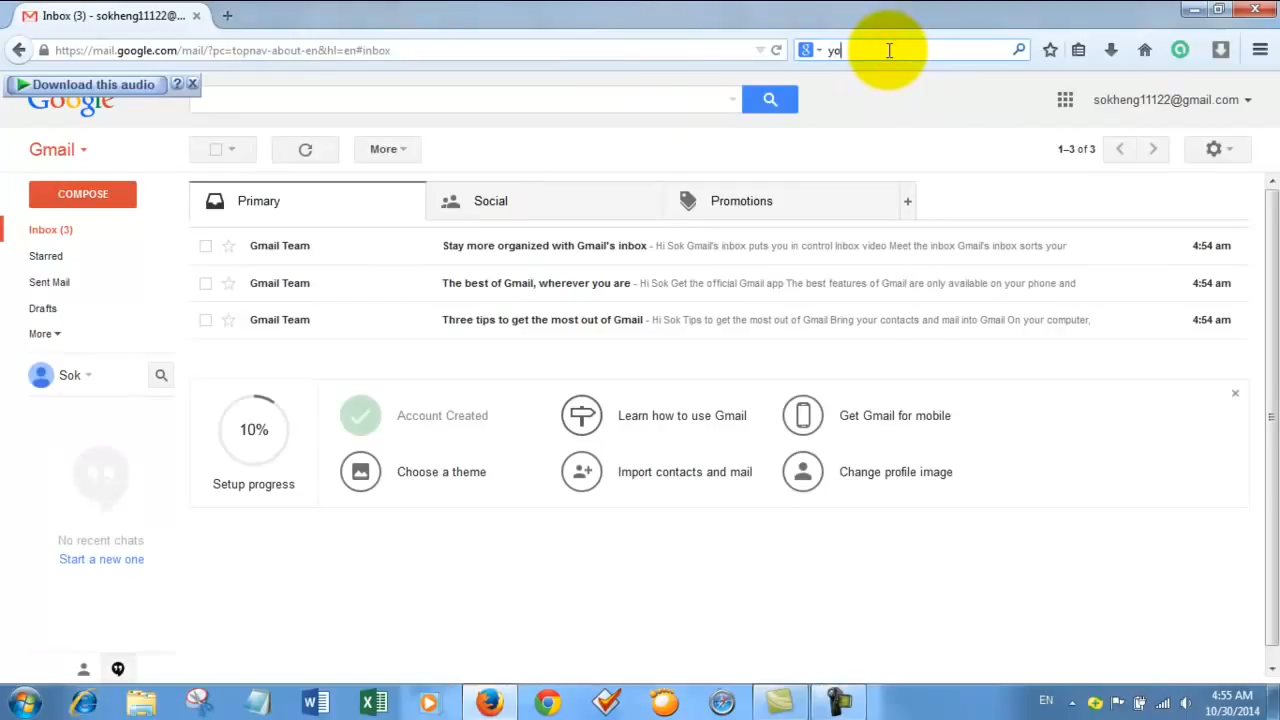 Inbox (3) - sokheng11122@...
https://mail.google.com/mail/?pc=topnav-about-en&hl=en#inbox
yo
Download this audio
Google
sokheng11122@gmail.com
Gmail
More
1–3 of 3
COMPOSE
Primary
Social
Promotions
Inbox (3)
Starred
Sent Mail
Drafts
More
Gmail Team Stay more organized with Gmail's inbox - Hi Sok Gmail's inbox puts you in control Inbox video Meet the inbox Gmail's inbox sorts your 4:54 am
Gmail Team The best of Gmail, wherever you are - Hi Sok Get the official Gmail app The best features of Gmail are only available on your phone and 4:54 am
Gmail Team Three tips to get the most out of Gmail - Hi Sok Tips to get the most out of Gmail Bring your contacts and mail into Gmail On your computer, 4:54 am
Sok
10%
Setup progress
Account Created
Learn how to use Gmail
Get Gmail for mobile
Choose a theme
Import contacts and mail
Change profile image
No recent chats
Start a new one
EN
4:55 AM
10/30/2014